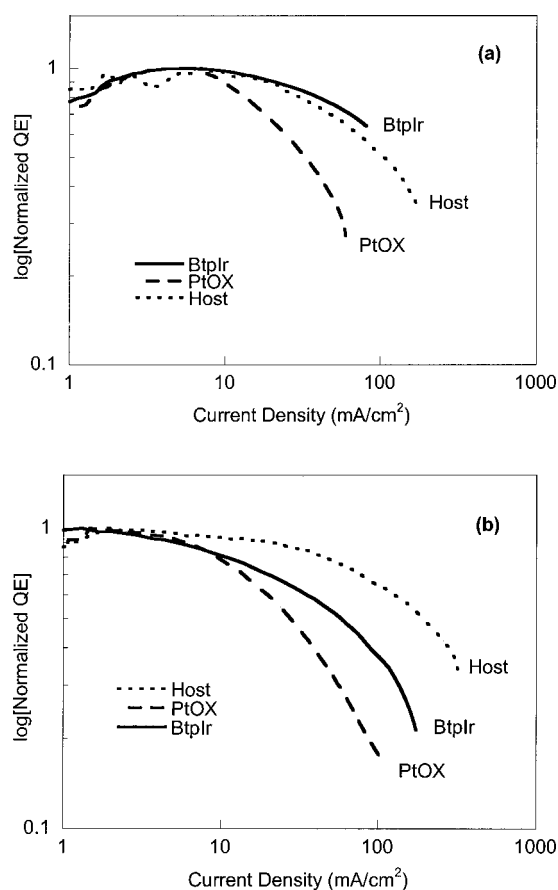 (a)
1
log[Normalized QE]
BtpIr
Host
PtOX
BtpIr
PtOX
Host
0.1
1
10
100
1000
Current Density (mA/cm²)
(b)
1
log[Normalized QE]
Host
BtpIr
PtOX
Host
PtOX
BtpIr
0.1
1
10
100
1000
Current Density (mA/cm²)